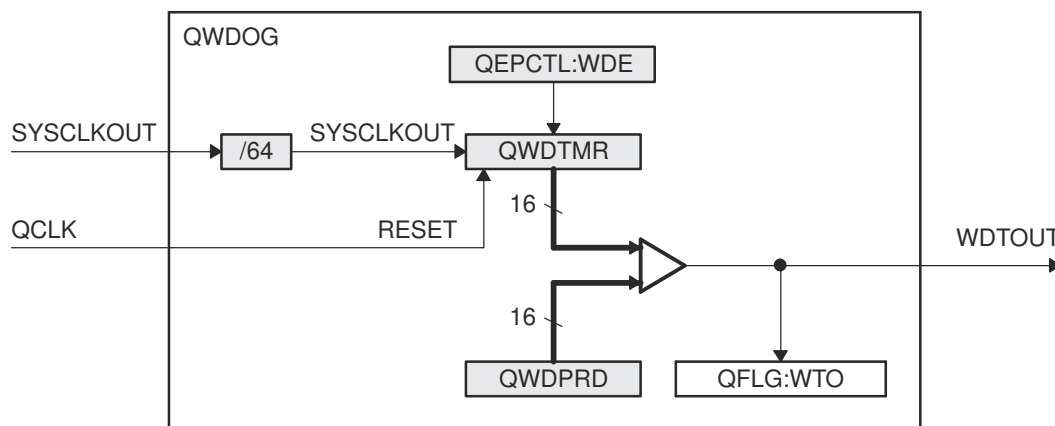 QWDOG
QEPCTL:WDE
SYSCLKOUT
/64
SYSCLKOUT
QWDTMR
16
QCLK
RESET
WDTOUT
16
QWDPRD
QFLG:WTO